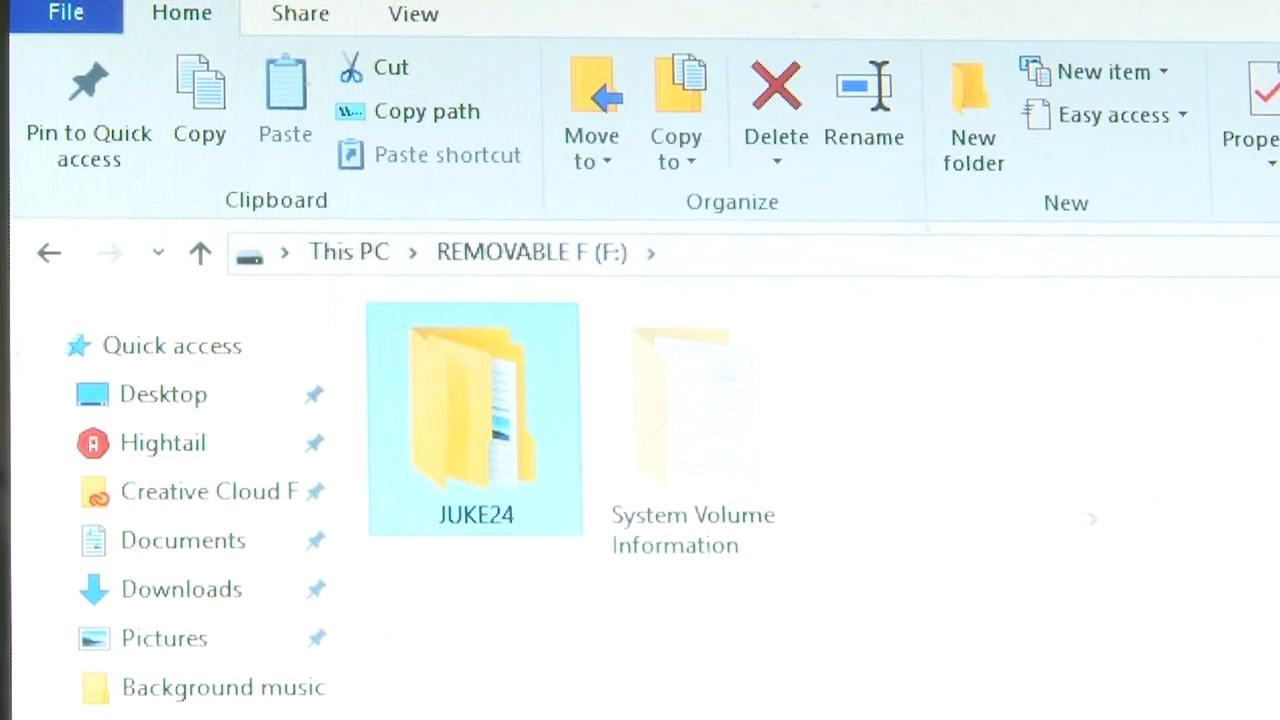 File Home Share View
Pin to Quick access
Copy
Paste
Cut
Copy path
Paste shortcut
Clipboard
Move to
Copy to
Delete
Rename
Organize
New folder
New item
Easy access
New
Prope
This PC > REMOVABLE F (F:) >
Quick access
Desktop
Hightail
Creative Cloud F
Documents
Downloads
Pictures
Background music
JUKE24
System Volume
Information